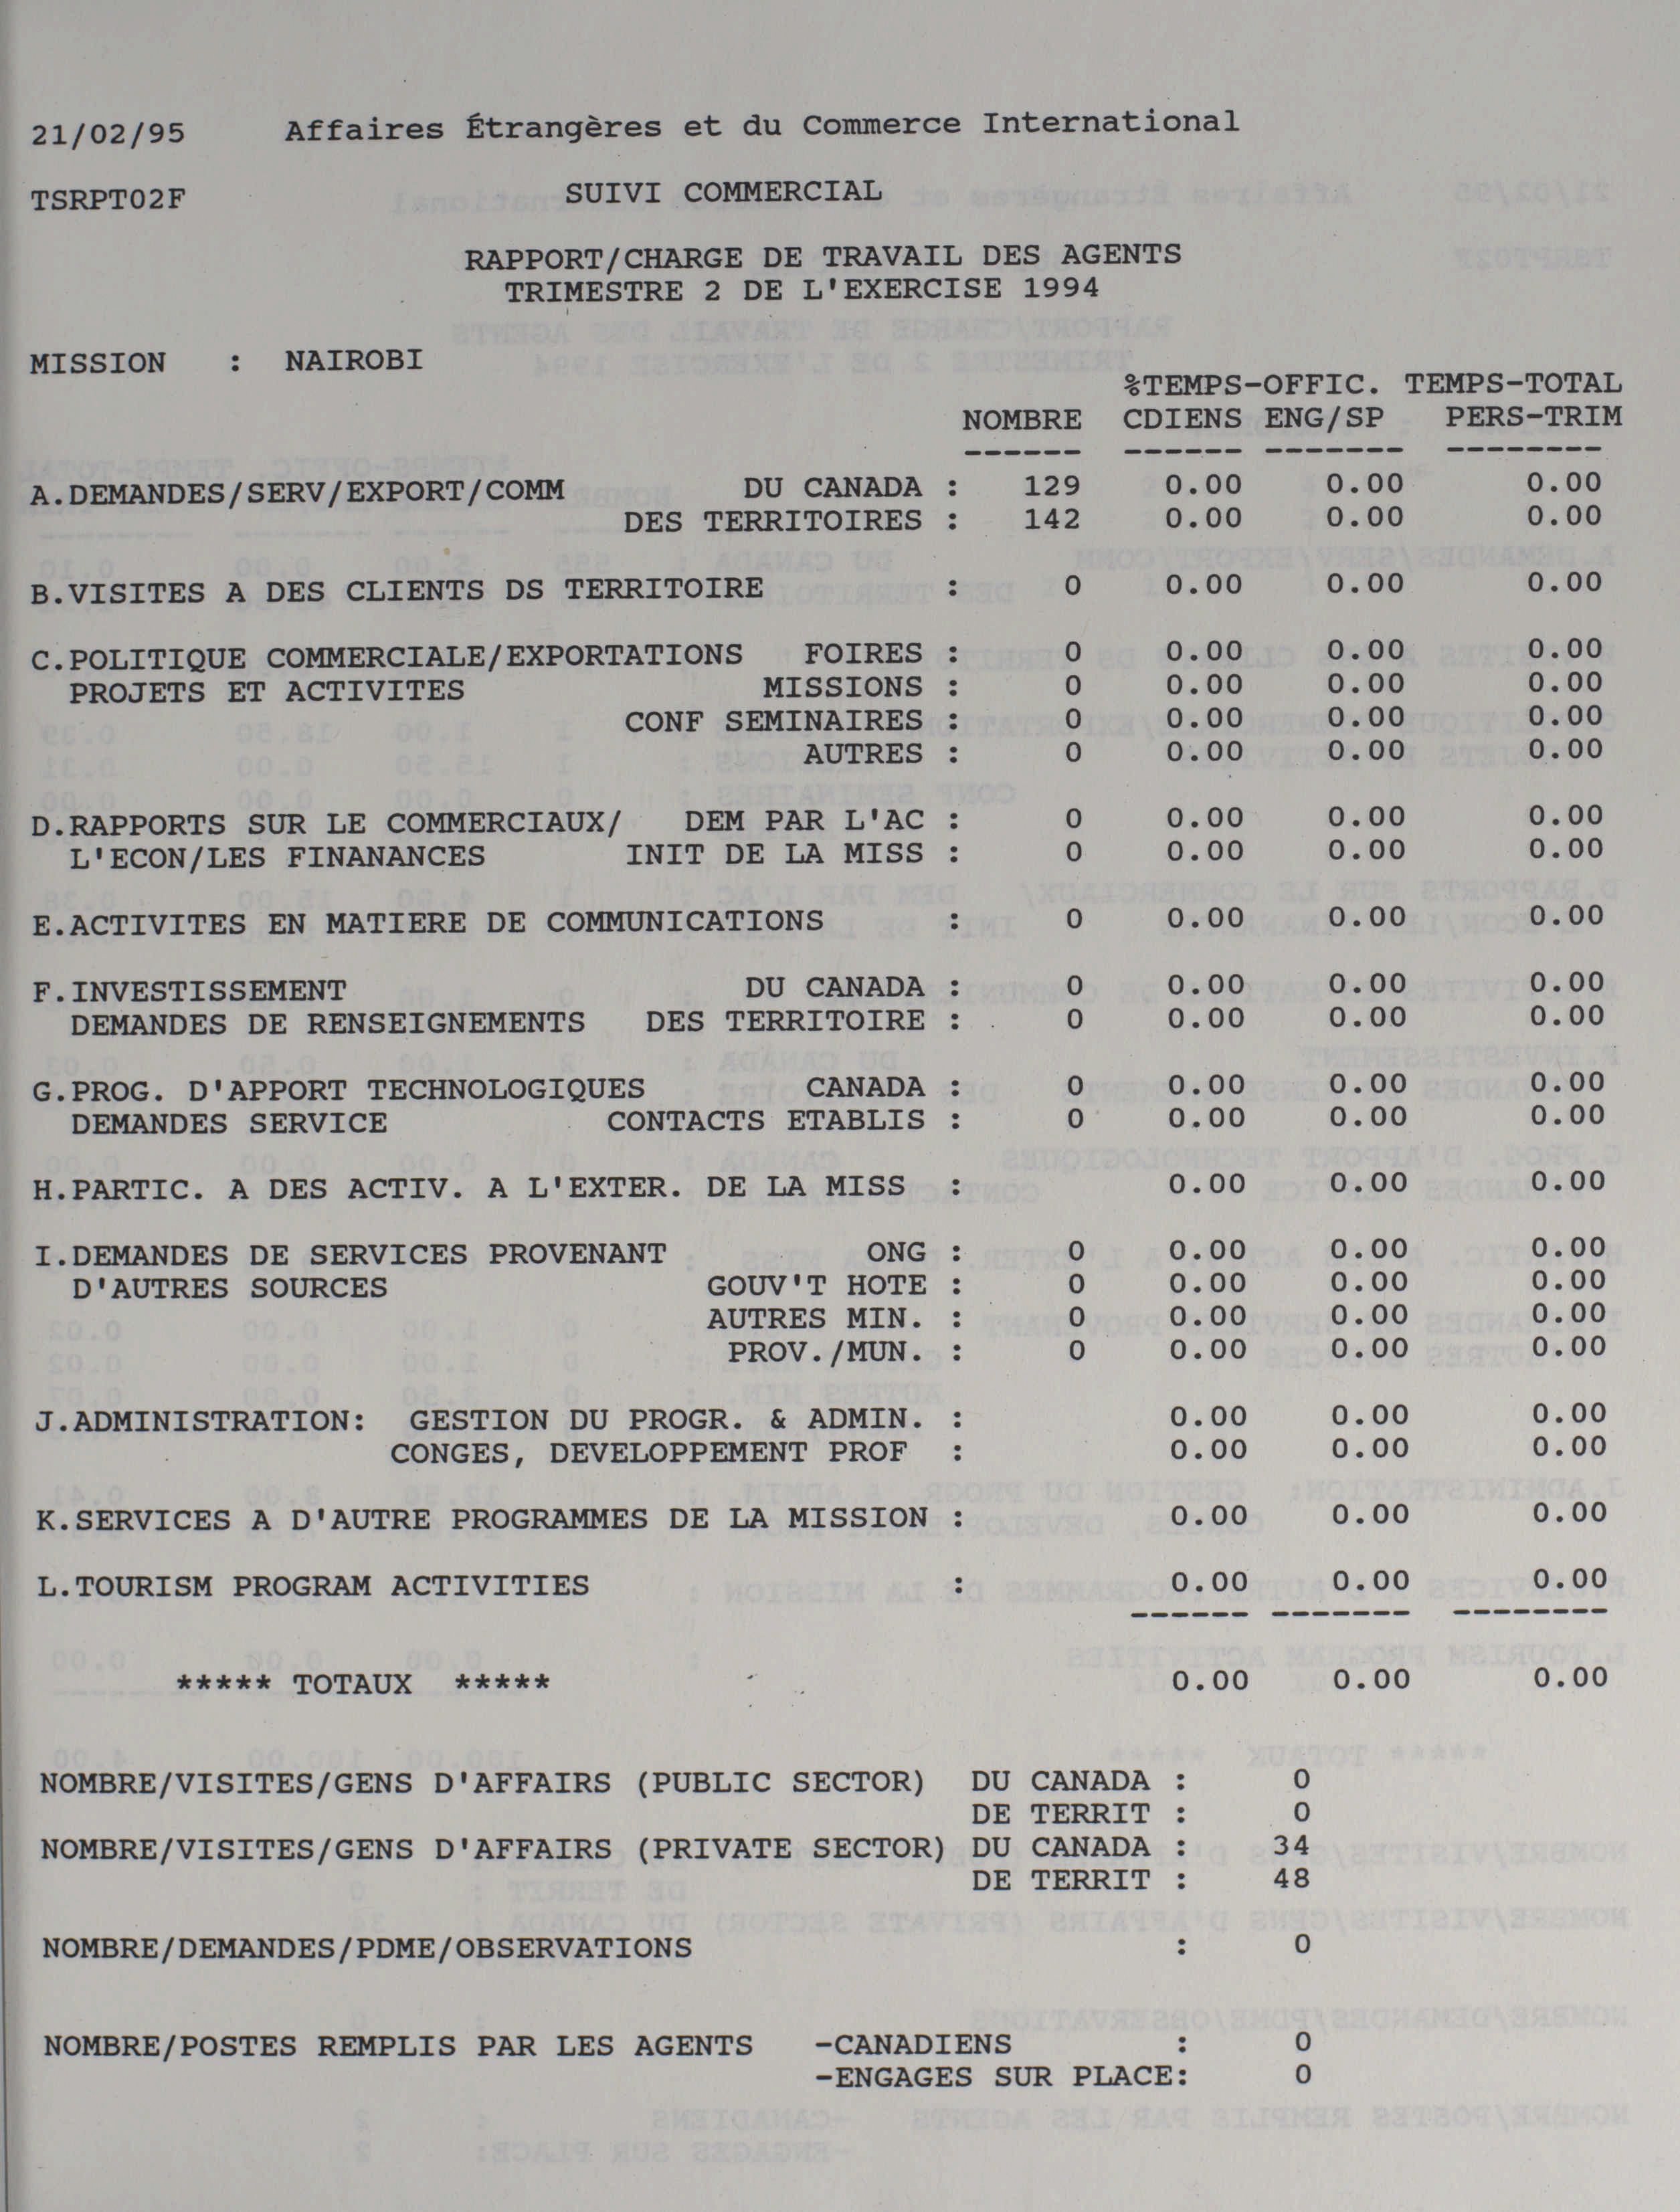 21/02/95 Affaires Étrangères et du Commerce International
TSRPT02F SUIVI COMMERCIAL
RAPPORT/CHARGE DE TRAVAIL DES AGENTS
TRIMESTRE 2 DE L'EXERCISE 1994
MISSION : NAIROBI
%TEMPS-OFFIC. TEMPS-TOTAL
NOMBRE CDIENS ENG/SP PERS-TRIM
------ ------ ------- --------
A.DEMANDES/SERV/EXPORT/COMM DU CANADA : 129 0.00 0.00 0.00
DES TERRITOIRES : 142 0.00 0.00 0.00
B.VISITES A DES CLIENTS DS TERRITOIRE : 0 0.00 0.00 0.00
C.POLITIQUE COMMERCIALE/EXPORTATIONS FOIRES : 0 0.00 0.00 0.00
PROJETS ET ACTIVITES MISSIONS : 0 0.00 0.00 0.00
CONF SEMINAIRES : 0 0.00 0.00 0.00
AUTRES : 0 0.00 0.00 0.00
D.RAPPORTS SUR LE COMMERCIAUX/ DEM PAR L'AC : 0 0.00 0.00 0.00
L'ECON/LES FINANANCES INIT DE LA MISS : 0 0.00 0.00 0.00
E.ACTIVITES EN MATIERE DE COMMUNICATIONS : 0 0.00 0.00 0.00
F.INVESTISSEMENT DU CANADA : 0 0.00 0.00 0.00
DEMANDES DE RENSEIGNEMENTS DES TERRITOIRE : 0 0.00 0.00 0.00
G.PROG. D'APPORT TECHNOLOGIQUES CANADA : 0 0.00 0.00 0.00
DEMANDES SERVICE CONTACTS ETABLIS : 0 0.00 0.00 0.00
H.PARTIC. A DES ACTIV. A L'EXTER. DE LA MISS : 0.00 0.00 0.00
I.DEMANDES DE SERVICES PROVENANT ONG : 0 0.00 0.00 0.00
D'AUTRES SOURCES GOUV'T HOTE : 0 0.00 0.00 0.00
AUTRES MIN. : 0 0.00 0.00 0.00
PROV./MUN. : 0 0.00 0.00 0.00
J.ADMINISTRATION: GESTION DU PROGR. & ADMIN. : 0.00 0.00 0.00
CONGES, DEVELOPPEMENT PROF : 0.00 0.00 0.00
K.SERVICES A D'AUTRE PROGRAMMES DE LA MISSION : 0.00 0.00 0.00
L.TOURISM PROGRAM ACTIVITIES : 0.00 0.00 0.00
------ ------- --------
***** TOTAUX ***** 0.00 0.00 0.00
NOMBRE/VISITES/GENS D'AFFAIRS (PUBLIC SECTOR) DU CANADA : 0
DE TERRIT : 0
NOMBRE/VISITES/GENS D'AFFAIRS (PRIVATE SECTOR) DU CANADA : 34
DE TERRIT : 48
NOMBRE/DEMANDES/PDME/OBSERVATIONS : 0
NOMBRE/POSTES REMPLIS PAR LES AGENTS -CANADIENS : 0
-ENGAGES SUR PLACE: 0